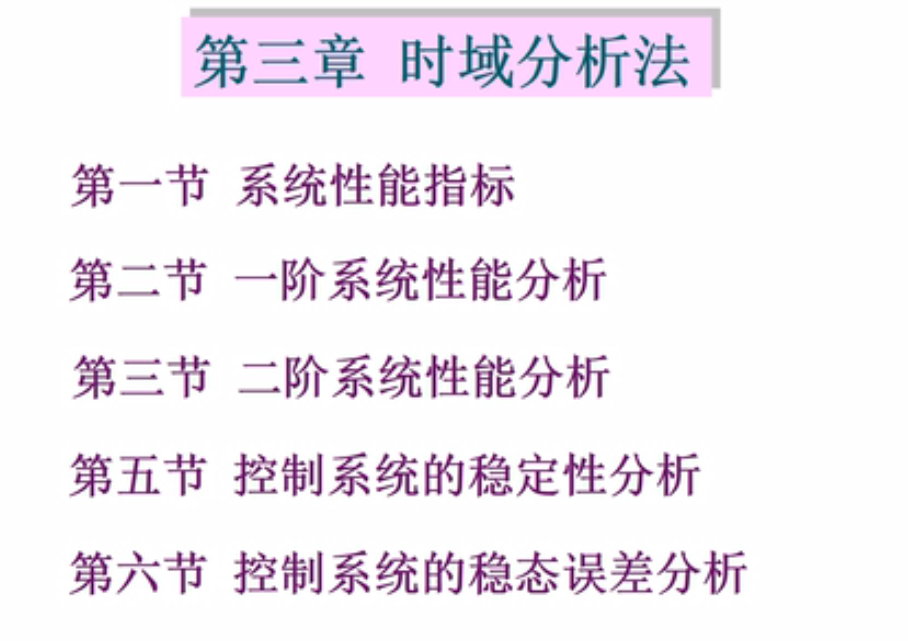 第三章 时域分析法
第一节 系统性能指标
第二节 一阶系统性能分析
第三节 二阶系统性能分析
第五节 控制系统的稳定性分析
第六节 控制系统的稳态误差分析